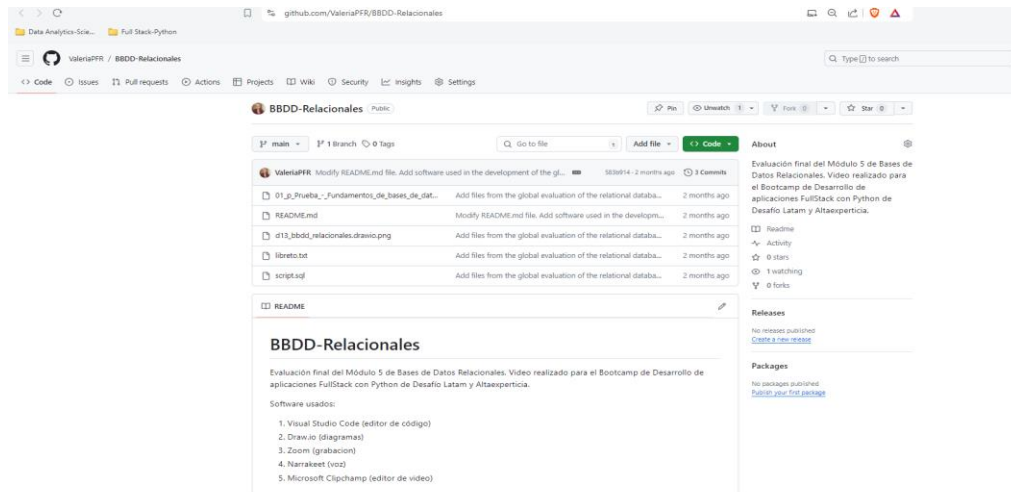 github.com/ValeriaPFR/BBDD-Relacionales
Data Analytics-Scie... Full Stack-Python
ValeriaPFR / BBDD-Relacionales
Type / to search
Code Issues Pull requests Actions Projects Wiki Security Insights Settings
BBDD-Relacionales Public
Pin Unwatch 1 Fork 0 Star 0
main 1 Branch 0 Tags Go to file Add file Code
ValeriaPFR Modify README.md file. Add software used in the development of the gl... 2 months ago 3 Commits
01_p_Prueba_-_Fundamentos_de_bases_de_dat... Add files from the global evaluation of the relational databa... 2 months ago
README.md Modify README.md file. Add software used in the developm... 2 months ago
d13_bbdd_relacionales.drawio.png Add files from the global evaluation of the relational databa... 2 months ago
libreto.txt Add files from the global evaluation of the relational databa... 2 months ago
script.sql Add files from the global evaluation of the relational databa... 2 months ago
README
BBDD-Relacionales
Evaluación final del Módulo 5 de Bases de Datos Relacionales. Video realizado para el Bootcamp de Desarrollo de
aplicaciones FullStack con Python de Desafío Latam y Altaexperticia.
Software usados:
1. Visual Studio Code (editor de código)
2. Draw.io (diagramas)
3. Zoom (grabacion)
4. Narrakeet (voz)
5. Microsoft Clipchamp (editor de video)
About
Evaluación final del Módulo 5 de Bases de
Datos Relacionales. Video realizado para
el Bootcamp de Desarrollo de
aplicaciones FullStack con Python de
Desafío Latam y Altaexperticia.
Readme
Activity
0 stars
1 watching
0 forks
Releases
No releases published
Create a new release
Packages
No packages published
Publish your first package